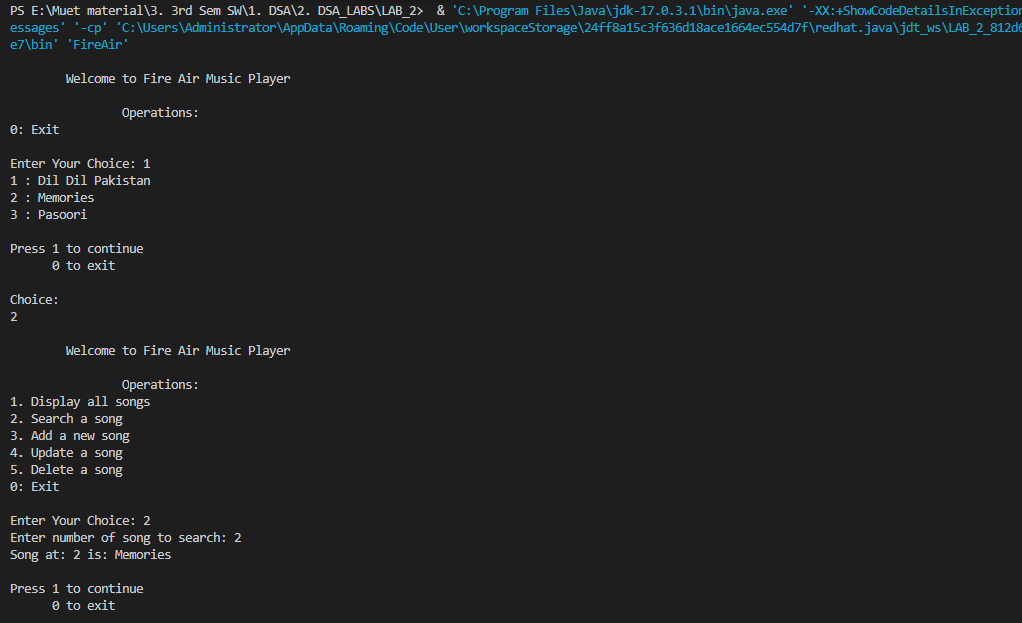 PS E:\Muet material\3. 3rd Sem SW\1. DSA\2. DSA_LABS\LAB_2>  & 'C:\Program Files\Java\jdk-17.0.3.1\bin\java.exe' '-XX:+ShowCodeDetailsInException
essages' '-cp' 'C:\Users\Administrator\AppData\Roaming\Code\User\workspaceStorage\24ff8a15c3f636d18ace1664ec554d7f\redhat.java\jdt_ws\LAB_2_812d6
e7\bin' 'FireAir'
Welcome to Fire Air Music Player
Operations:
0: Exit
Enter Your Choice: 1
1 : Dil Dil Pakistan
2 : Memories
3 : Pasoori
Press 1 to continue
0 to exit
Choice:
2
Welcome to Fire Air Music Player
Operations:
1. Display all songs
2. Search a song
3. Add a new song
4. Update a song
5. Delete a song
0: Exit
Enter Your Choice: 2
Enter number of song to search: 2
Song at: 2 is: Memories
Press 1 to continue
0 to exit